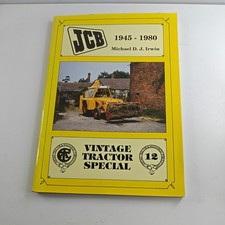 JCB
1945 - 1980
Michael D. J. Irwin
VINTAGE
TRACTOR
SPECIAL
12